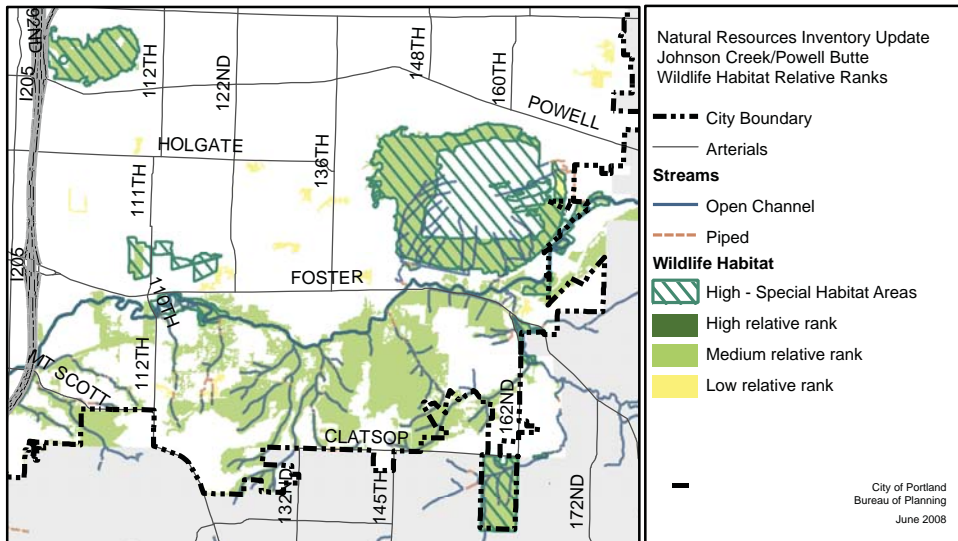 92ND
I205
112TH
122ND
148TH
160TH
POWELL
HOLGATE
136TH
111TH
I205
FOSTER
110TH
112TH
MT SCOTT
162ND
CLATSOP
132ND
145TH
172ND
Natural Resources Inventory Update
Johnson Creek/Powell Butte
Wildlife Habitat Relative Ranks
City Boundary
Arterials
Streams
Open Channel
Piped
Wildlife Habitat
High - Special Habitat Areas
High relative rank
Medium relative rank
Low relative rank
City of Portland
Bureau of Planning
June 2008